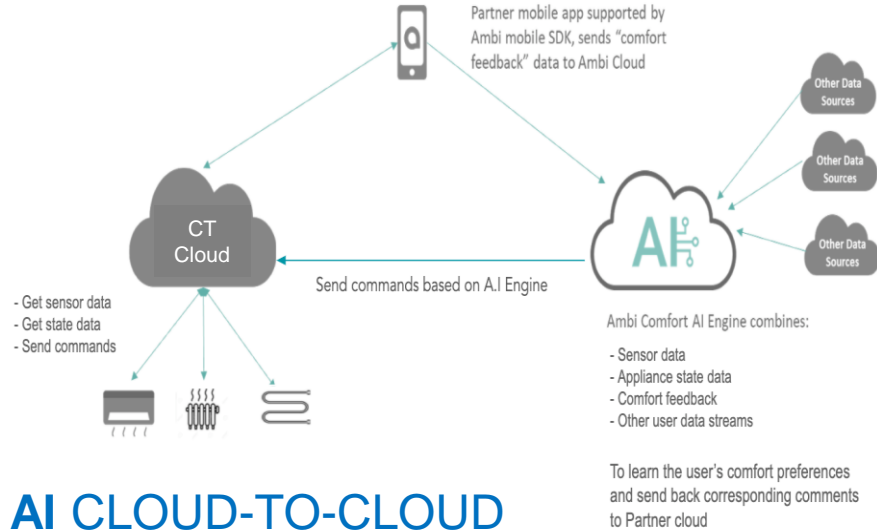 Partner mobile app supported by
Ambi mobile SDK, sends “comfort
feedback” data to Ambi Cloud
Other Data
Sources
Other Data
Sources
Other Data
Sources
CT
Cloud
AI
Send commands based on A.I Engine
- Get sensor data
- Get state data
- Send commands
Ambi Comfort AI Engine combines:
- Sensor data
- Appliance state data
- Comfort feedback
- Other user data streams
To learn the user’s comfort preferences
and send back corresponding comments
to Partner cloud
AI CLOUD-TO-CLOUD